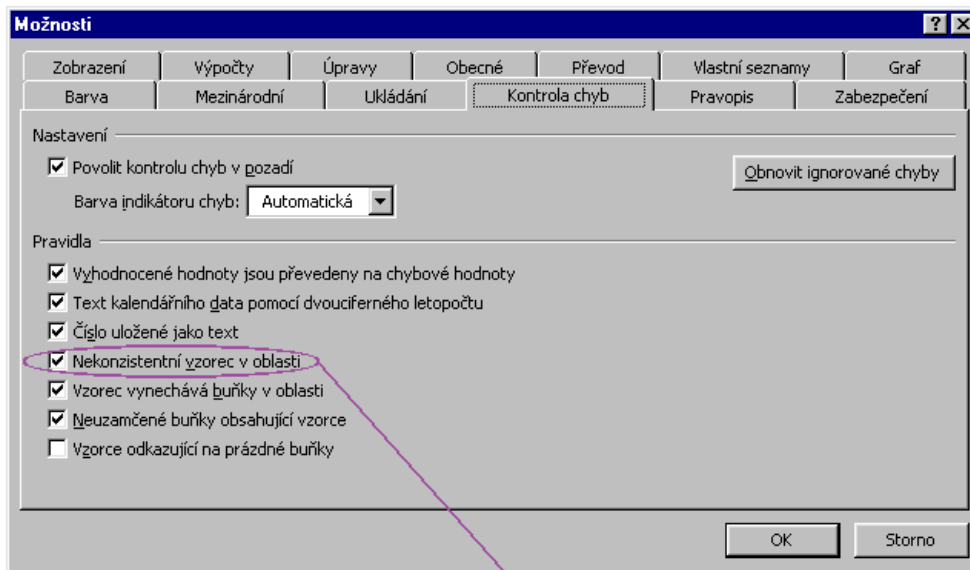 Možnosti
Zobrazení Výpočty Úpravy Obecné Převod Vlastní seznamy Graf
Barva Mezinárodní Ukládání Kontrola chyb Pravopis Zabezpečení
Nastavení
Povolit kontrolu chyb v pozadí
Obnovit ignorované chyby
Barva indikátoru chyb: Automatická
Pravidla
Vyhodnocené hodnoty jsou převedeny na chybové hodnoty
Text kalendářního data pomocí dvouciferného letopočtu
Číslo uložené jako text
Nekonzistentní vzorec v oblasti
Vzorec vynechává buňky v oblasti
Neuzamčené buňky obsahující vzorce
Vzorce odkazující na prázdné buňky
OK Storno